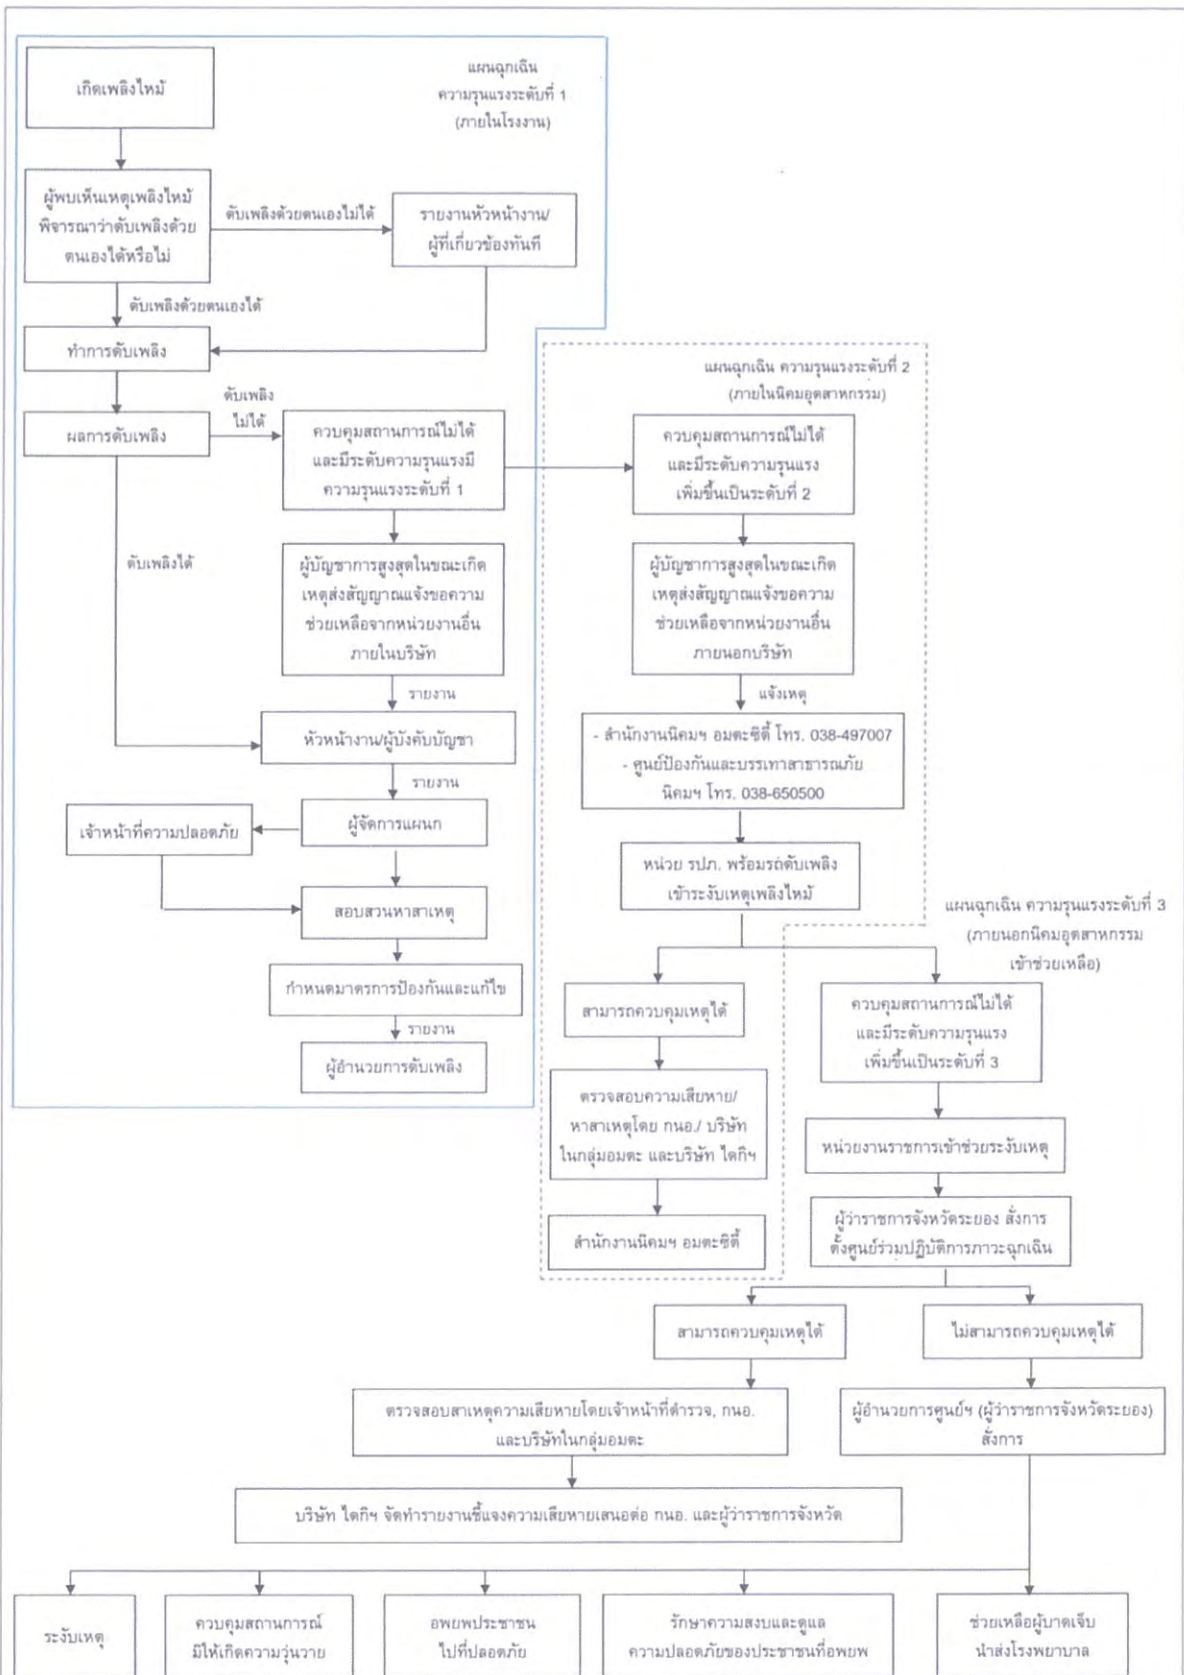 เกิดเพลิงไหม้
แผนฉุกเฉิน
ความรุนแรงระดับที่ 1
(ภายในโรงงาน)
ผู้พบเห็นเหตุเพลิงไหม้
พิจารณาว่าดับเพลิงด้วย
ตนเองได้หรือไม่
ดับเพลิงด้วยตนเองไม่ได้
รายงานหัวหน้างาน/
ผู้ที่เกี่ยวข้องทันที
ดับเพลิงด้วยตนเองได้
ทำการดับเพลิง
ผลการดับเพลิง
ดับเพลิง
ไม่ได้
ควบคุมสถานการณ์ไม่ได้
และมีระดับความรุนแรงมี
ความรุนแรงระดับที่ 1
ดับเพลิงได้
ผู้บัญชาการสูงสุดในขณะเกิด
เหตุส่งสัญญาณแจ้งขอความ
ช่วยเหลือจากหน่วยงานอื่น
ภายในบริษัท
รายงาน
หัวหน้างาน/ผู้บังคับบัญชา
รายงาน
ผู้จัดการแผนก
เจ้าหน้าที่ความปลอดภัย
สอบสวนหาสาเหตุ
กำหนดมาตรการป้องกันและแก้ไข
รายงาน
ผู้อำนวยการดับเพลิง
แผนฉุกเฉิน ความรุนแรงระดับที่ 2
(ภายในนิคมอุตสาหกรรม)
ควบคุมสถานการณ์ไม่ได้
และมีระดับความรุนแรง
เพิ่มขึ้นเป็นระดับที่ 2
ผู้บัญชาการสูงสุดในขณะเกิด
เหตุส่งสัญญาณแจ้งขอความ
ช่วยเหลือจากหน่วยงานอื่น
ภายนอกบริษัท
แจ้งเหตุ
- สำนักงานนิคมฯ อมตะซิตี้ โทร. 038-497007
- ศูนย์ป้องกันและบรรเทาสาธารณภัย
นิคมฯ โทร. 038-650500
หน่วย รปภ. พร้อมรถดับเพลิง
เข้าระงับเหตุเพลิงไหม้
สามารถควบคุมเหตุได้
ตรวจสอบความเสียหาย/
หาสาเหตุโดย กนอ./ บริษัท
ในกลุ่มอมตะ และบริษัท ไดกิฯ
สำนักงานนิคมฯ อมตะซิตี้
แผนฉุกเฉิน ความรุนแรงระดับที่ 3
(ภายนอกนิคมอุตสาหกรรม
เข้าช่วยเหลือ)
ควบคุมสถานการณ์ไม่ได้
และมีระดับความรุนแรง
เพิ่มขึ้นเป็นระดับที่ 3
หน่วยงานราชการเข้าช่วยระงับเหตุ
ผู้ว่าราชการจังหวัดระยอง สั่งการ
ตั้งศูนย์ร่วมปฏิบัติการภาวะฉุกเฉิน
สามารถควบคุมเหตุได้
ไม่สามารถควบคุมเหตุได้
ตรวจสอบสาเหตุความเสียหายโดยเจ้าหน้าที่ตำรวจ, กนอ.
และบริษัทในกลุ่มอมตะ
ผู้อำนวยการศูนย์ฯ (ผู้ว่าราชการจังหวัดระยอง)
สั่งการ
บริษัท ไดกิฯ จัดทำรายงานชี้แจงความเสียหายเสนอต่อ กนอ. และผู้ว่าราชการจังหวัด
ระงับเหตุ
ควบคุมสถานการณ์
มิให้เกิดความวุ่นวาย
อพยพประชาชน
ไปที่ปลอดภัย
รักษาความสงบและดูแล
ความปลอดภัยของประชาชนที่อพยพ
ช่วยเหลือผู้บาดเจ็บ
นำส่งโรงพยาบาล